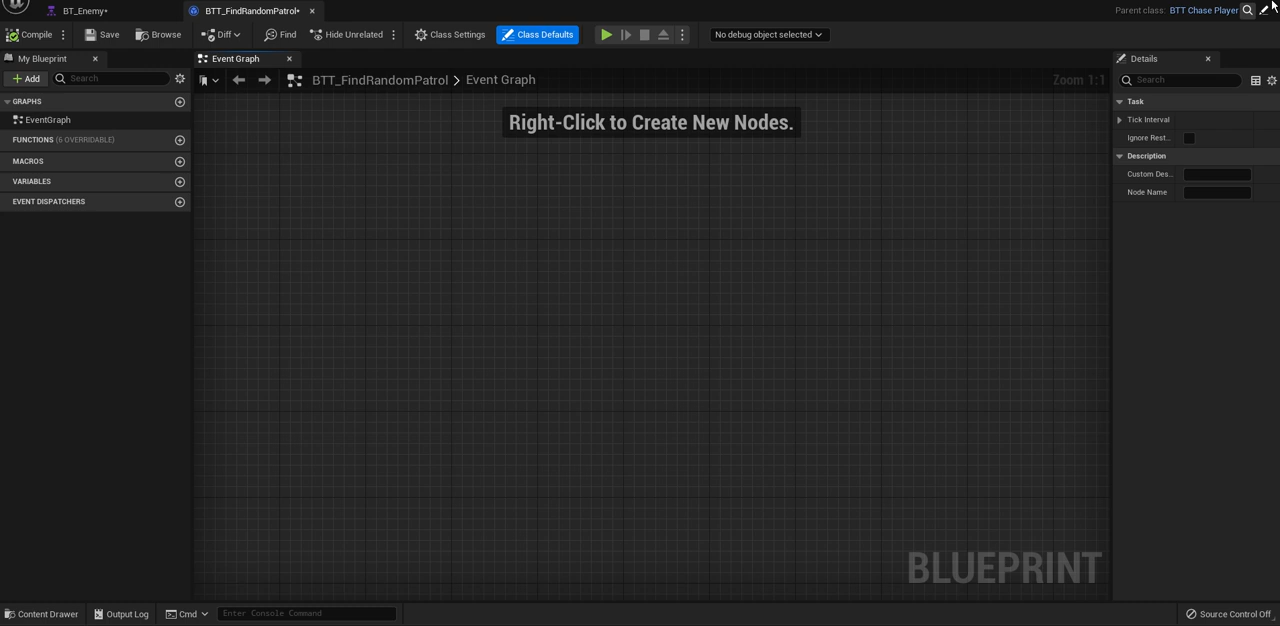 BT_Enemy*
BTT_FindRandomPatrol*
Parent class: BTT Chase Player
Compile Save Browse Diff Find Hide Unrelated Class Settings Class Defaults No debug object selected
My Blueprint Event Graph Details
Add Search BTT_FindRandomPatrol > Event Graph Zoom 1:1 Search
GRAPHS
EventGraph
FUNCTIONS (6 OVERRIDABLE)
MACROS
VARIABLES
EVENT DISPATCHERS
Right-Click to Create New Nodes.
Task
Tick Interval
Ignore Rest...
Description
Custom Des...
Node Name
BLUEPRINT
Content Drawer Output Log Cmd Enter Console Command Source Control Off